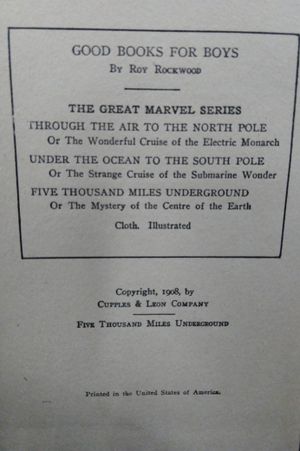 GOOD BOOKS FOR BOYS
By Roy Rockwood
THE GREAT MARVEL SERIES
THROUGH THE AIR TO THE NORTH POLE
Or The Wonderful Cruise of the Electric Monarch
UNDER THE OCEAN TO THE SOUTH POLE
Or The Strange Cruise of the Submarine Wonder
FIVE THOUSAND MILES UNDERGROUND
Or The Mystery of the Centre of the Earth
Cloth. Illustrated
Copyright, 1908, by
Cupples & Leon Company
Five Thousand Miles Underground
Printed in the United States of America.